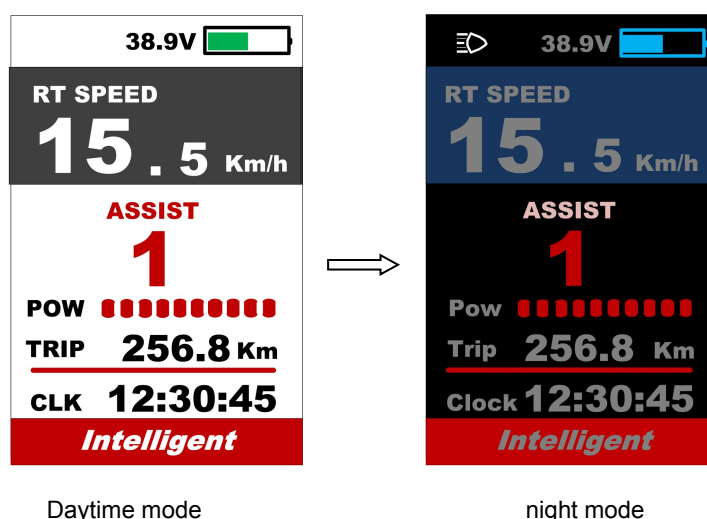 38.9V
RT SPEED
15.5 Km/h
ASSIST
1
POW
TRIP 256.8 Km
CLK 12:30:45
Intelligent
Daytime mode
38.9V
RT SPEED
15.5 Km/h
ASSIST
1
Pow
Trip 256.8 Km
Clock 12:30:45
Intelligent
night mode